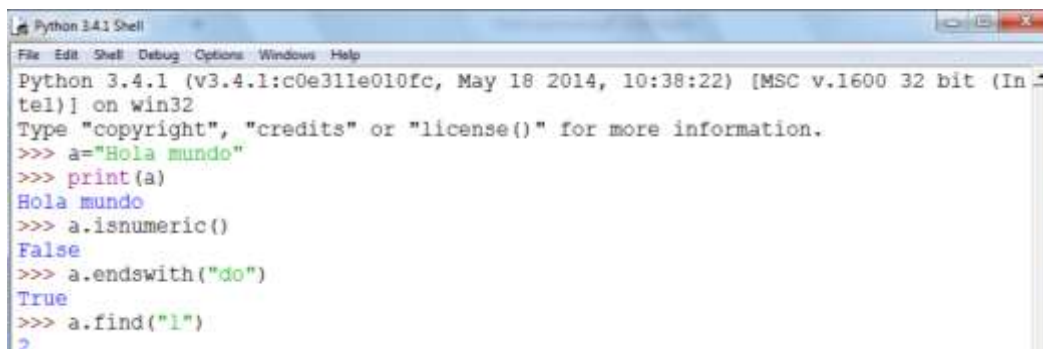 Python 3.4.1 Shell
File Edit Shell Debug Options Windows Help
Python 3.4.1 (v3.4.1:c0e311e010fc, May 18 2014, 10:38:22) [MSC v.1600 32 bit (In
tel)] on win32
Type "copyright", "credits" or "license()" for more information.
>>> a="Hola mundo"
>>> print(a)
Hola mundo
>>> a.isnumeric()
False
>>> a.endswith("do")
True
>>> a.find("l")
2